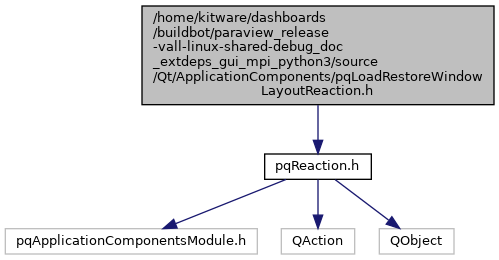 /home/kitware/dashboards
/buildbot/paraview_release
-vall-linux-shared-debug_doc
_extdeps_gui_mpi_python3/source
/Qt/ApplicationComponents/pqLoadRestoreWindow
LayoutReaction.h
pqReaction.h
pqApplicationComponentsModule.h
QAction
QObject